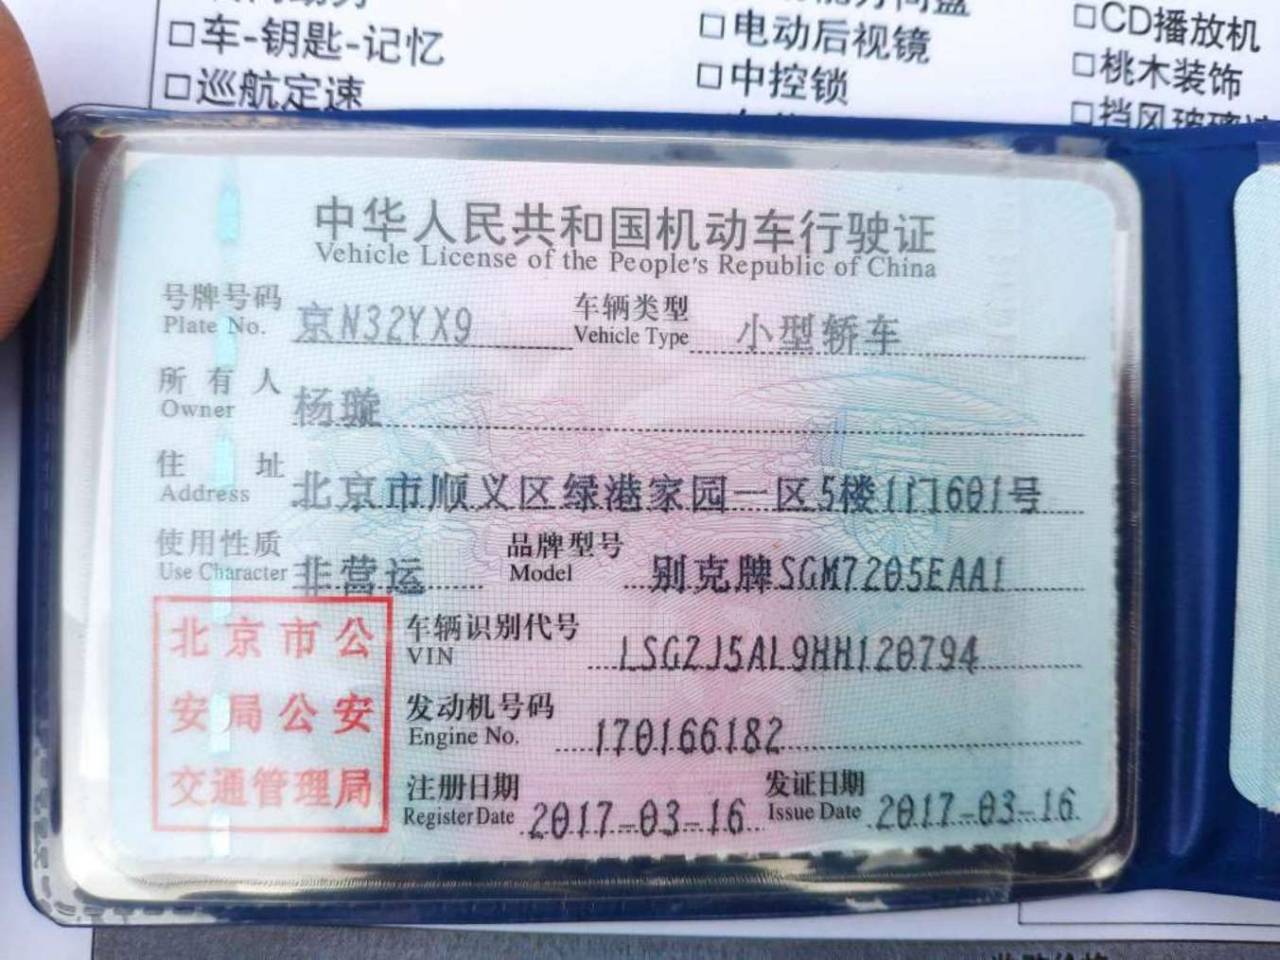 □车-钥匙-记忆
□电动后视镜
□CD播放机
□巡航定速
□中控锁
□桃木装饰
□挡风玻璃
中华人民共和国机动车行驶证
Vehicle License of the People's Republic of China
号牌号码 京N32YX9 车辆类型 小型轿车
Plate No. Vehicle Type
所有人 杨璇
Owner
住址 北京市顺义区绿港家园一区5楼1门601号
Address
使用性质 非营运 品牌型号 别克牌SGM7205EAA1
Use Character Model
北京市公
安局公安
交通管理局
车辆识别代号 LSGZJ5AL9HH120794
VIN
发动机号码 170166182
Engine No.
注册日期 2017-03-16 发证日期 2017-03-16
Register Date Issue Date